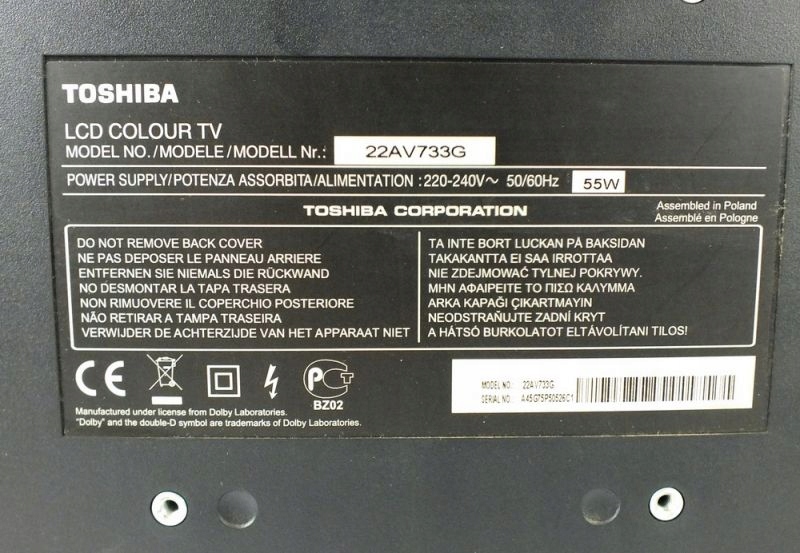 TOSHIBA
LCD COLOUR TV
MODEL NO./MODELE/MODELL Nr.: 22AV733G
POWER SUPPLY/POTENZA ASSORBITA/ALIMENTATION : 220-240V~ 50/60Hz 55W
TOSHIBA CORPORATION
Assembled in Poland
Assemblé en Pologne
DO NOT REMOVE BACK COVER
NE PAS DEPOSER LE PANNEAU ARRIERE
ENTFERNEN SIE NIEMALS DIE RÜCKWAND
NO DESMONTAR LA TAPA TRASERA
NON RIMUOVERE IL COPERCHIO POSTERIORE
NÃO RETIRAR A TAMPA TRASEIRA
VERWIJDER DE ACHTERZIJDE VAN HET APPARAAT NIET
TA INTE BORT LUCKAN PÅ BAKSIDAN
TAKAKANTTA EI SAA IRROTTAA
NIE ZDEJMOWAĆ TYLNEJ POKRYWY.
ΜΗΝ ΑΦΑΙΡΕΙΤΕ ΤΟ ΠΙΣΩ ΚΑΛΥΜΜΑ
ARKA KAPAĞI ÇIKARTMAYIN
NEODSTRAŇUJTE ZADNÍ KRYT
A HÁTSÓ BURKOLATOT ELTÁVOLÍTANI TILOS!
CE
PCT
BZ02
MODEL NO.: 22AV733G
SERIAL NO.: A45G75P50526C1
Manufactured under license from Dolby Laboratories.
"Dolby" and the double-D symbol are trademarks of Dolby Laboratories.